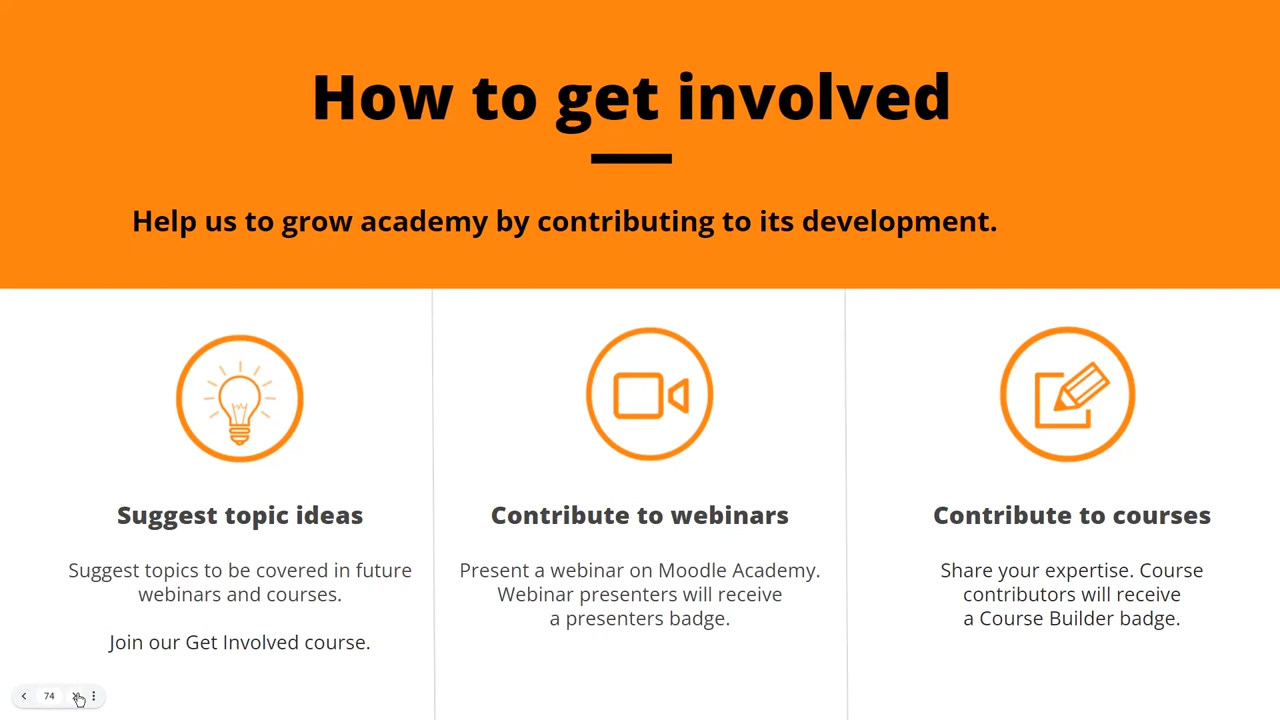 How to get involved
Help us to grow academy by contributing to its development.
Suggest topic ideas
Suggest topics to be covered in future
webinars and courses.
Join our Get Involved course.
Contribute to webinars
Present a webinar on Moodle Academy.
Webinar presenters will receive
a presenters badge.
Contribute to courses
Share your expertise. Course
contributors will receive
a Course Builder badge.
74